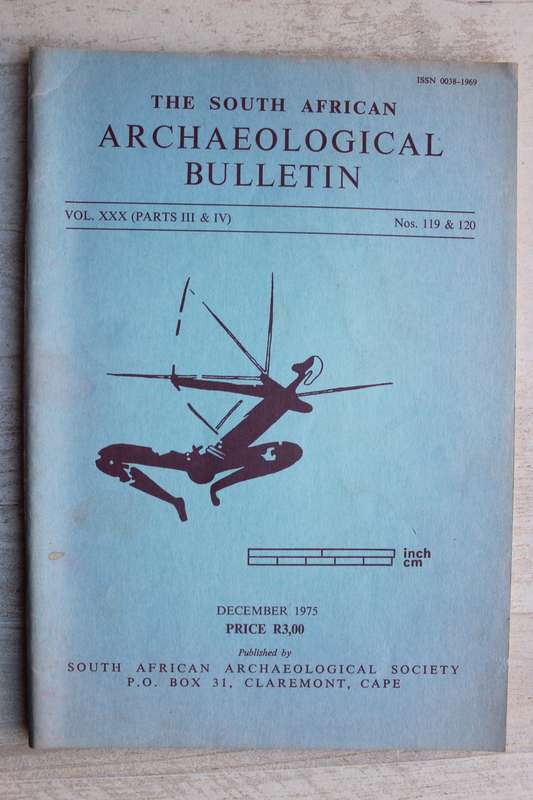 ISSN 0038-1969
THE SOUTH AFRICAN
ARCHAEOLOGICAL
BULLETIN
VOL. XXX (PARTS III & IV) Nos. 119 & 120
inch
cm
DECEMBER 1975
PRICE R3,00
Published by
SOUTH AFRICAN ARCHAEOLOGICAL SOCIETY
P.O. BOX 31, CLAREMONT, CAPE